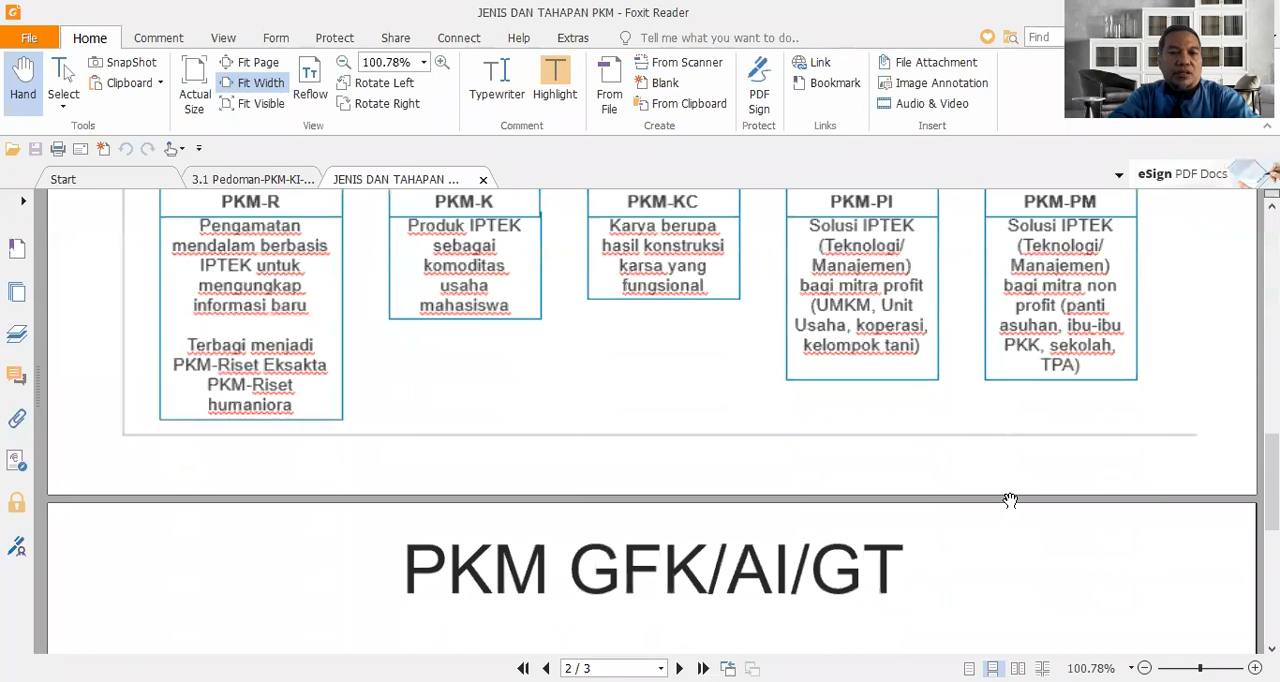 JENIS DAN TAHAPAN PKM - Foxit Reader
File Home Comment View Form Protect Share Connect Help Extras Tell me what you want to do.. Find
Hand
Select
SnapShot
Clipboard
Tools
Actual Size
Fit Page
Fit Width
Fit Visible
Reflow
100.78%
Rotate Left
Rotate Right
View
Typewriter
Highlight
Comment
From File
From Scanner
Blank
From Clipboard
Create
PDF Sign
Protect
Link
Bookmark
Links
File Attachment
Image Annotation
Audio & Video
Insert
Start
3.1 Pedoman-PKM-KI-...
JENIS DAN TAHAPAN ...
eSign PDF Docs
PKM-R
Pengamatan
mendalam berbasis
IPTEK untuk
mengungkap
informasi baru
Terbagi menjadi
PKM-Riset Eksakta
PKM-Riset
humaniora
PKM-K
Produk IPTEK
sebagai
komoditas
usaha
mahasiswa
PKM-KC
Karya berupa
hasil konstruksi
karsa yang
fungsional
PKM-PI
Solusi IPTEK
(Teknologi/
Manajemen)
bagi mitra profit
(UMKM, Unit
Usaha, koperasi,
kelompok tani)
PKM-PM
Solusi IPTEK
(Teknologi/
Manajemen)
bagi mitra non
profit (panti
asuhan, ibu-ibu
PKK, sekolah,
TPA)
PKM GFK/AI/GT
2 / 3
100.78%